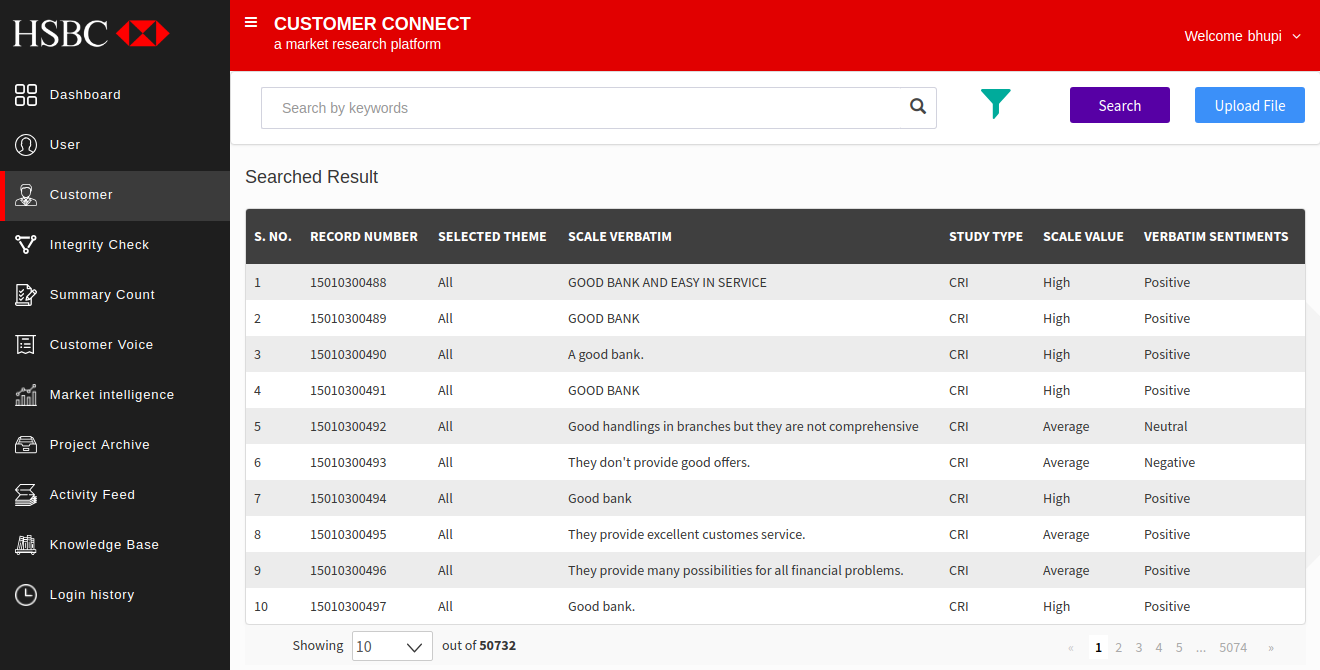 HSBC
Dashboard
User
Customer
Integrity Check
Summary Count
Customer Voice
Market intelligence
Project Archive
Activity Feed
Knowledge Base
Login history
CUSTOMER CONNECT
a market research platform
Welcome bhupi
Search by keywords
Search
Upload File
Searched Result
S. NO. RECORD NUMBER SELECTED THEME SCALE VERBATIM STUDY TYPE SCALE VALUE VERBATIM SENTIMENTS
1 15010300488 All GOOD BANK AND EASY IN SERVICE CRI High Positive
2 15010300489 All GOOD BANK CRI High Positive
3 15010300490 All A good bank. CRI High Positive
4 15010300491 All GOOD BANK CRI High Positive
5 15010300492 All Good handlings in branches but they are not comprehensive CRI Average Neutral
6 15010300493 All They don't provide good offers. CRI Average Negative
7 15010300494 All Good bank CRI High Positive
8 15010300495 All They provide excellent customes service. CRI Average Positive
9 15010300496 All They provide many possibilities for all financial problems. CRI Average Positive
10 15010300497 All Good bank. CRI High Positive
Showing 10 out of 50732
« 1 2 3 4 5 ... 5074 »